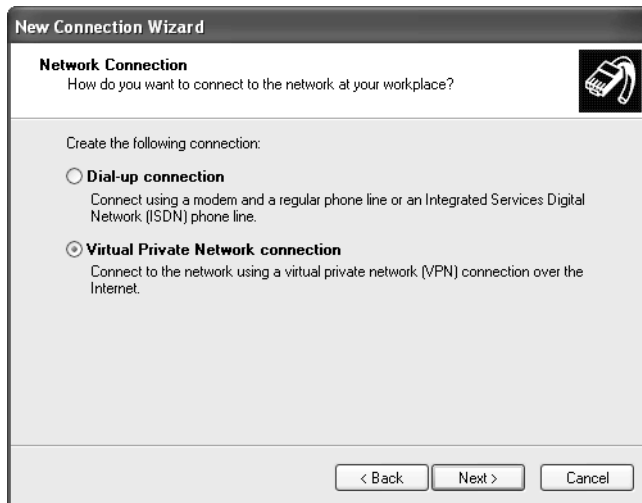 New Connection Wizard
Network Connection
How do you want to connect to the network at your workplace?
Create the following connection:
Dial-up connection
Connect using a modem and a regular phone line or an Integrated Services Digital
Network (ISDN) phone line.
Virtual Private Network connection
Connect to the network using a virtual private network (VPN) connection over the
Internet.
< Back Next > Cancel